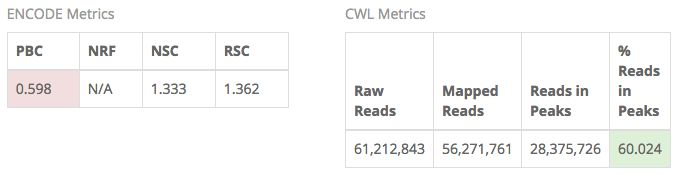 ENCODE Metrics
PBC NRF NSC RSC
0.598 N/A 1.333 1.362
CWL Metrics
Raw Reads Mapped Reads Reads in Peaks % Reads in Peaks
61,212,843 56,271,761 28,375,726 60.024